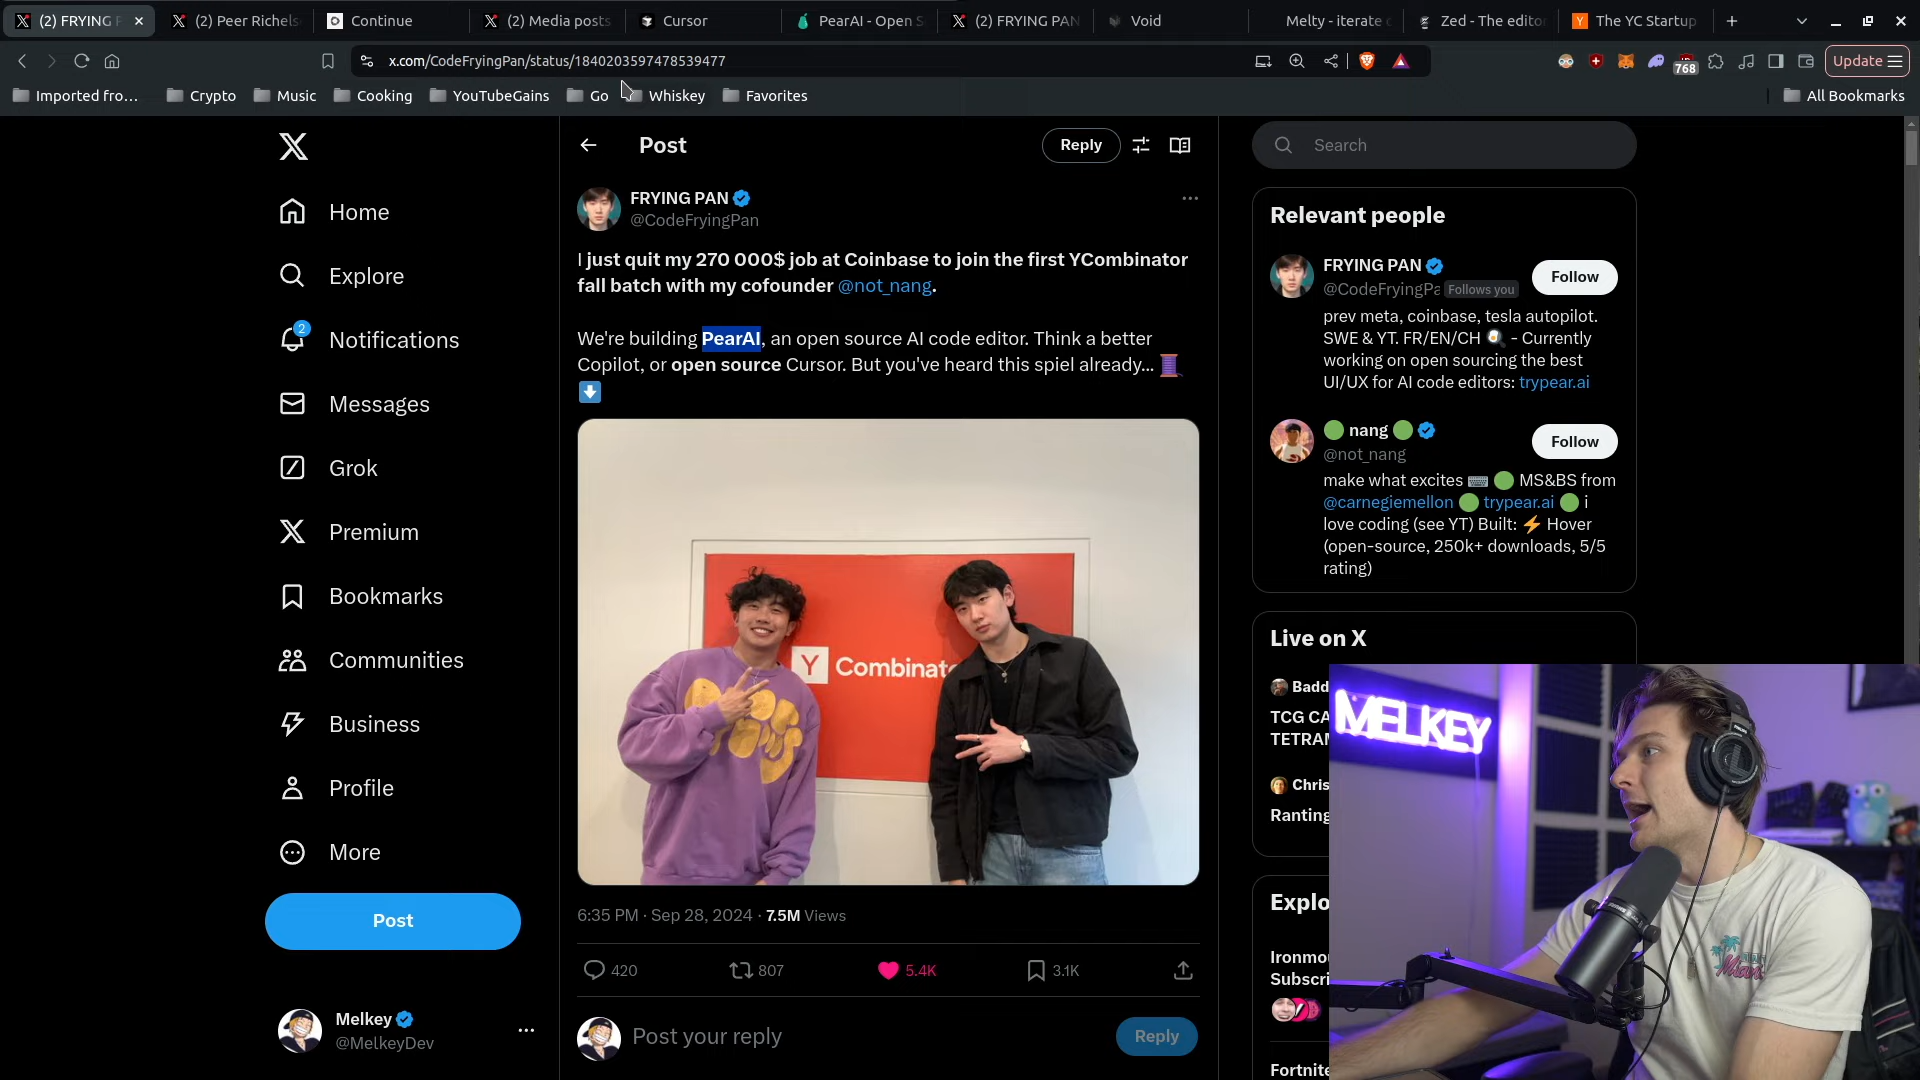 (2) FRYING P
(2) Peer Richels
Continue
(2) Media posts
Cursor
PearAI - Open S
(2) FRYING PAN
Void
Melty - iterate c
Zed - The editor
The YC Startup
x.com/CodeFryingPan/status/1840203597478539477
768
Update
Imported fro...
Crypto
Music
Cooking
YouTubeGains
Go
Whiskey
Favorites
All Bookmarks
Home
Explore
2
Notifications
Messages
Grok
Premium
Bookmarks
Communities
Business
Profile
More
Post
Melkey
@MelkeyDev
Post
Reply
FRYING PAN
@CodeFryingPan
I just quit my 270 000$ job at Coinbase to join the first YCombinator
fall batch with my cofounder @not_nang.
We're building PearAI, an open source AI code editor. Think a better
Copilot, or open source Cursor. But you've heard this spiel already...
Y Combinato
6:35 PM · Sep 28, 2024 · 7.5M Views
420
807
5.4K
3.1K
Post your reply
Reply
Search
Relevant people
FRYING PAN
@CodeFryingPa Follows you
Follow
prev meta, coinbase, tesla autopilot.
SWE & YT. FR/EN/CH - Currently
working on open sourcing the best
UI/UX for AI code editors: trypear.ai
nang
@not_nang
Follow
make what excites MS&BS from
@carnegiemellon trypear.ai i
love coding (see YT) Built: Hover
(open-source, 250k+ downloads, 5/5
rating)
Live on X
Badd
TCG CA
TETRAM
Chris
Ranting
Explo
Ironmou
Subscri
Fortnite
MELKEY
Miami